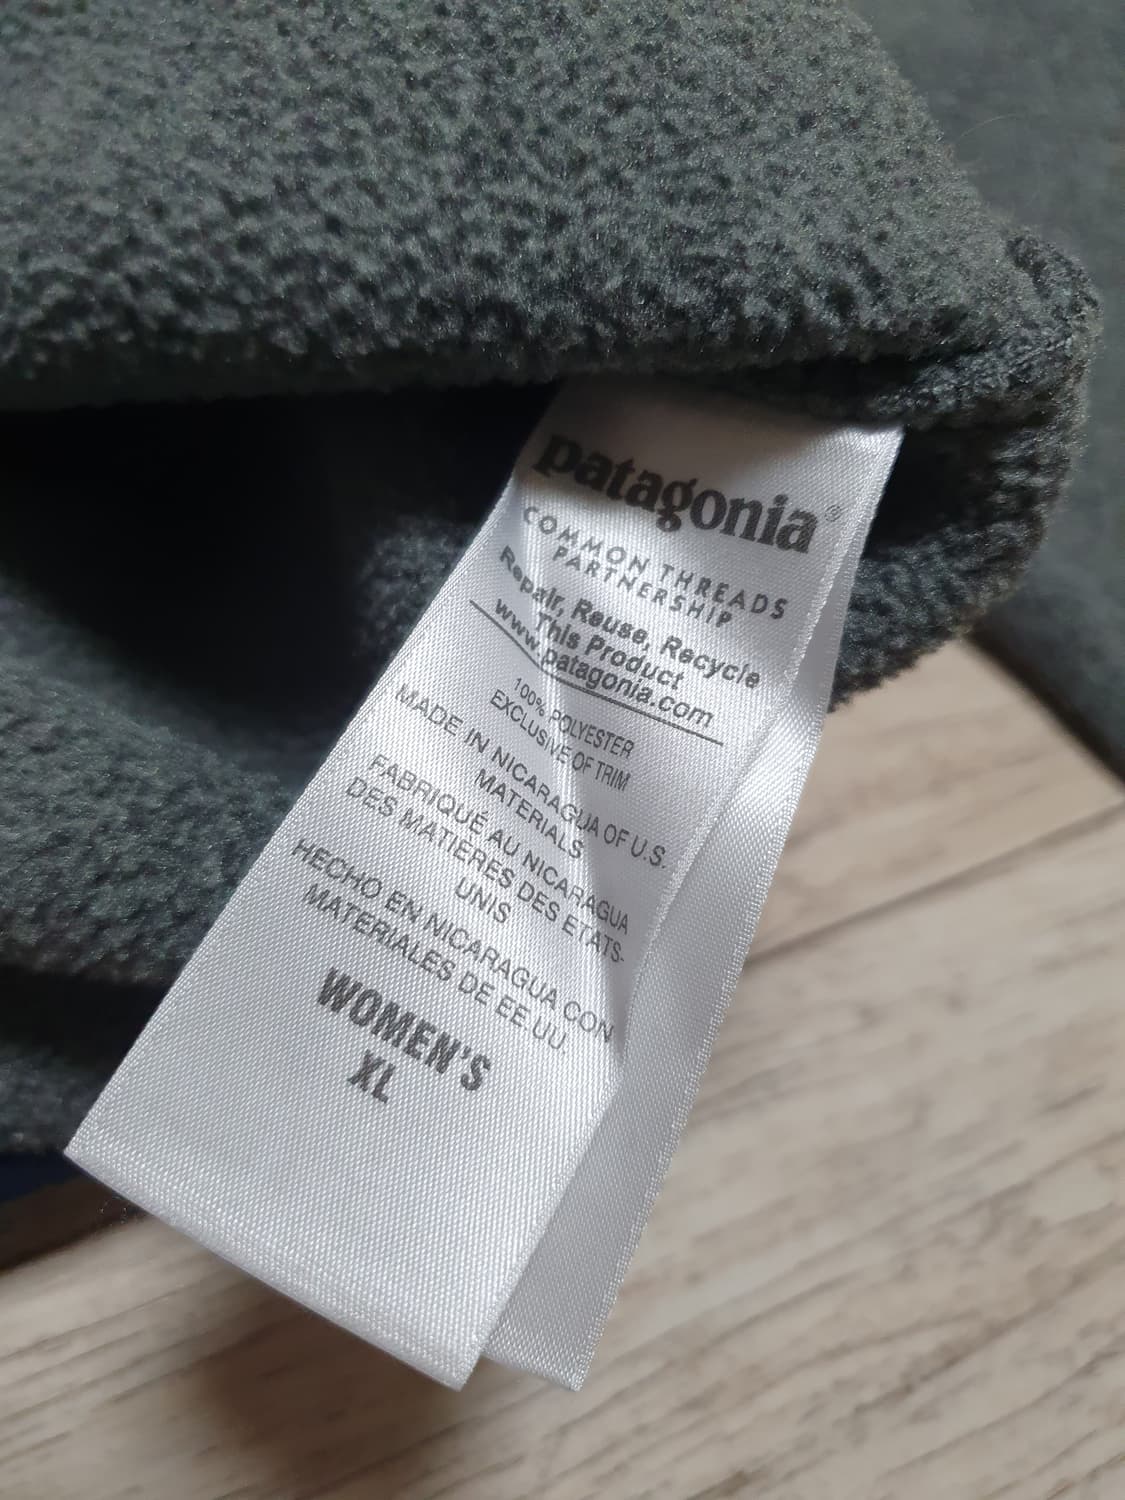 patagonia®
COMMON THREADS
PARTNERSHIP
Repair, Reuse, Recycle
This Product
www.patagonia.com
100% POLYESTER
EXCLUSIVE OF TRIM
MADE IN NICARAGUA OF U.S.
MATERIALS
FABRIQUÉ AU NICARAGUA
DES MATIÈRES DES ETATS-
UNIS
HECHO EN NICARAGUA CON
MATERIALES DE EE.UU.
WOMEN'S
XL